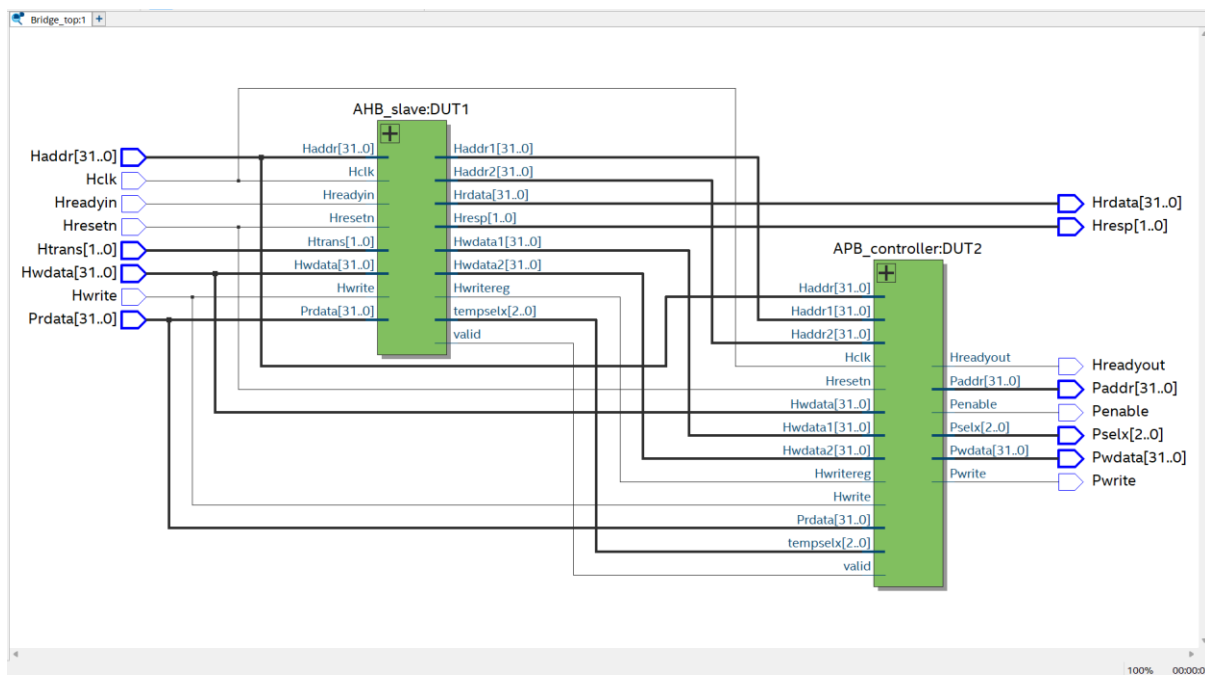 Bridge_top:1
AHB_slave:DUT1
Haddr[31..0]
Hclk
Hreadyin
Hresetn
Htrans[1..0]
Hwdata[31..0]
Hwrite
Prdata[31..0]
Haddr[31..0]
Hclk
Hreadyin
Hresetn
Htrans[1..0]
Hwdata[31..0]
Hwrite
Prdata[31..0]
Haddr1[31..0]
Haddr2[31..0]
Hrdata[31..0]
Hresp[1..0]
Hwdata1[31..0]
Hwdata2[31..0]
Hwritereg
tempselx[2..0]
valid
Hrdata[31..0]
Hresp[1..0]
APB_controller:DUT2
Haddr[31..0]
Haddr1[31..0]
Haddr2[31..0]
Hclk
Hresetn
Hwdata[31..0]
Hwdata1[31..0]
Hwdata2[31..0]
Hwritereg
Hwrite
Prdata[31..0]
tempselx[2..0]
valid
Hreadyout
Paddr[31..0]
Penable
Pselx[2..0]
Pwdata[31..0]
Pwrite
Hreadyout
Paddr[31..0]
Penable
Pselx[2..0]
Pwdata[31..0]
Pwrite
100% 00:00:0